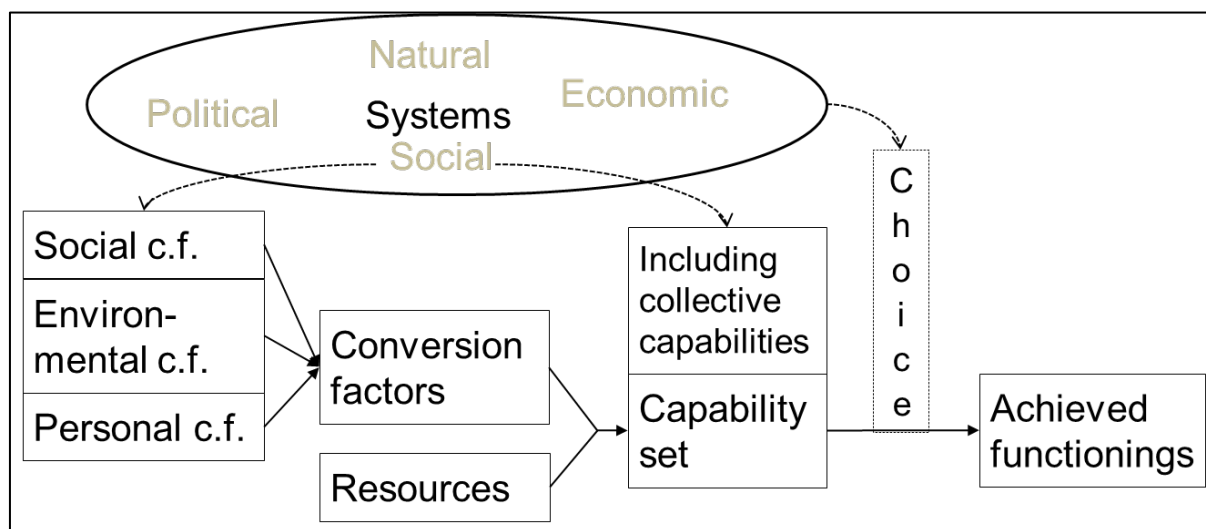 Natural
Political
Economic
Systems
Social
Choice
Social c.f.
Environ-
mental c.f.
Personal c.f.
Conversion
factors
Resources
Including
collective
capabilities
Capability
set
Achieved
functionings